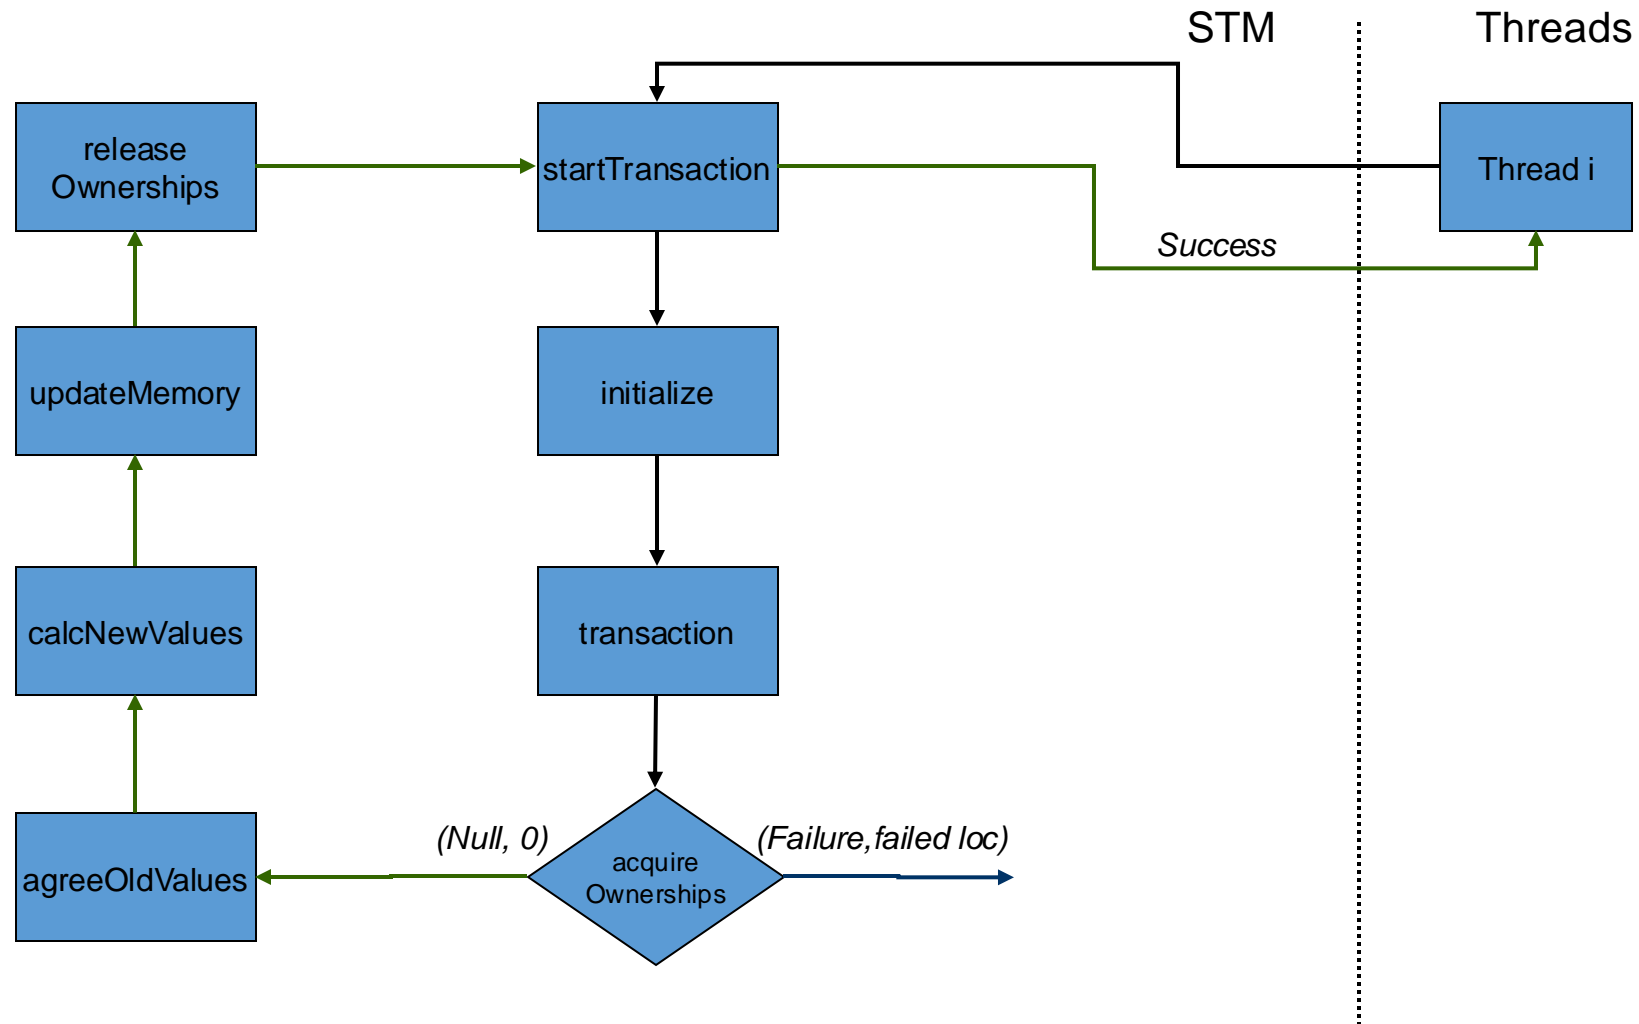 STM
Threads
release
Ownerships
startTransaction
Thread i
Success
updateMemory
initialize
calcNewValues
transaction
(Null, 0)
(Failure,failed loc)
agreeOldValues
acquire
Ownerships